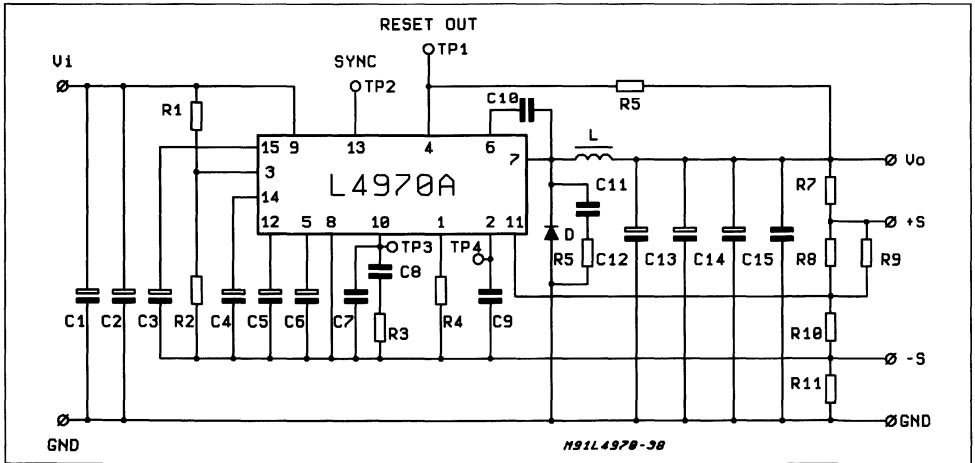 RESET OUT
TP1
Vi
SYNC
TP2
C10
R5
R1
L
15 9 13 4 6
7
Vo
3
L4970A
C11
R7
14
+S
12 5 8 10 1 2 11
TP3
TP4
D
R5
C12
C13
C14
C15
R8
R9
C8
C1
C2
C3
R2
C4
C5
C6
C7
R3
R4
C9
R10
-S
R11
GND
GND
M91L4970-38